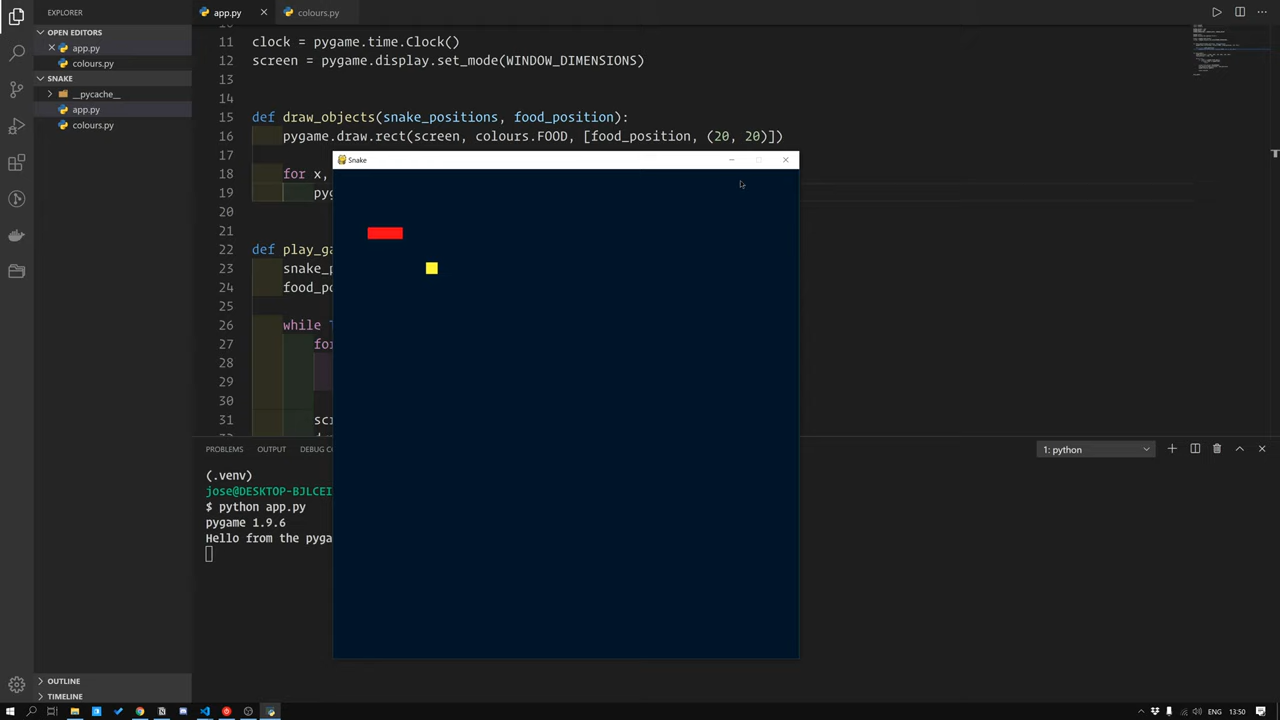 EXPLORER
OPEN EDITORS
app.py
colours.py
SNAKE
__pycache__
app.py
colours.py
OUTLINE
TIMELINE
app.py
colours.py
11 clock = pygame.time.Clock()
12 screen = pygame.display.set_mode(WINDOW_DIMENSIONS)
13
14
15 def draw_objects(snake_positions, food_position):
16 pygame.draw.rect(screen, colours.FOOD, [food_position, (20, 20)])
17
18 for x,
19 pyg
20
21
22 def play_ga
23 snake_p
24 food_po
25
26 while
27 for
28
29
30
31 scr
Snake
PROBLEMS
OUTPUT
DEBUG CO
1: python
(.venv)
jose@DESKTOP-BJLCEI
$ python app.py
pygame 1.9.6
Hello from the pyga
ENG
13:50